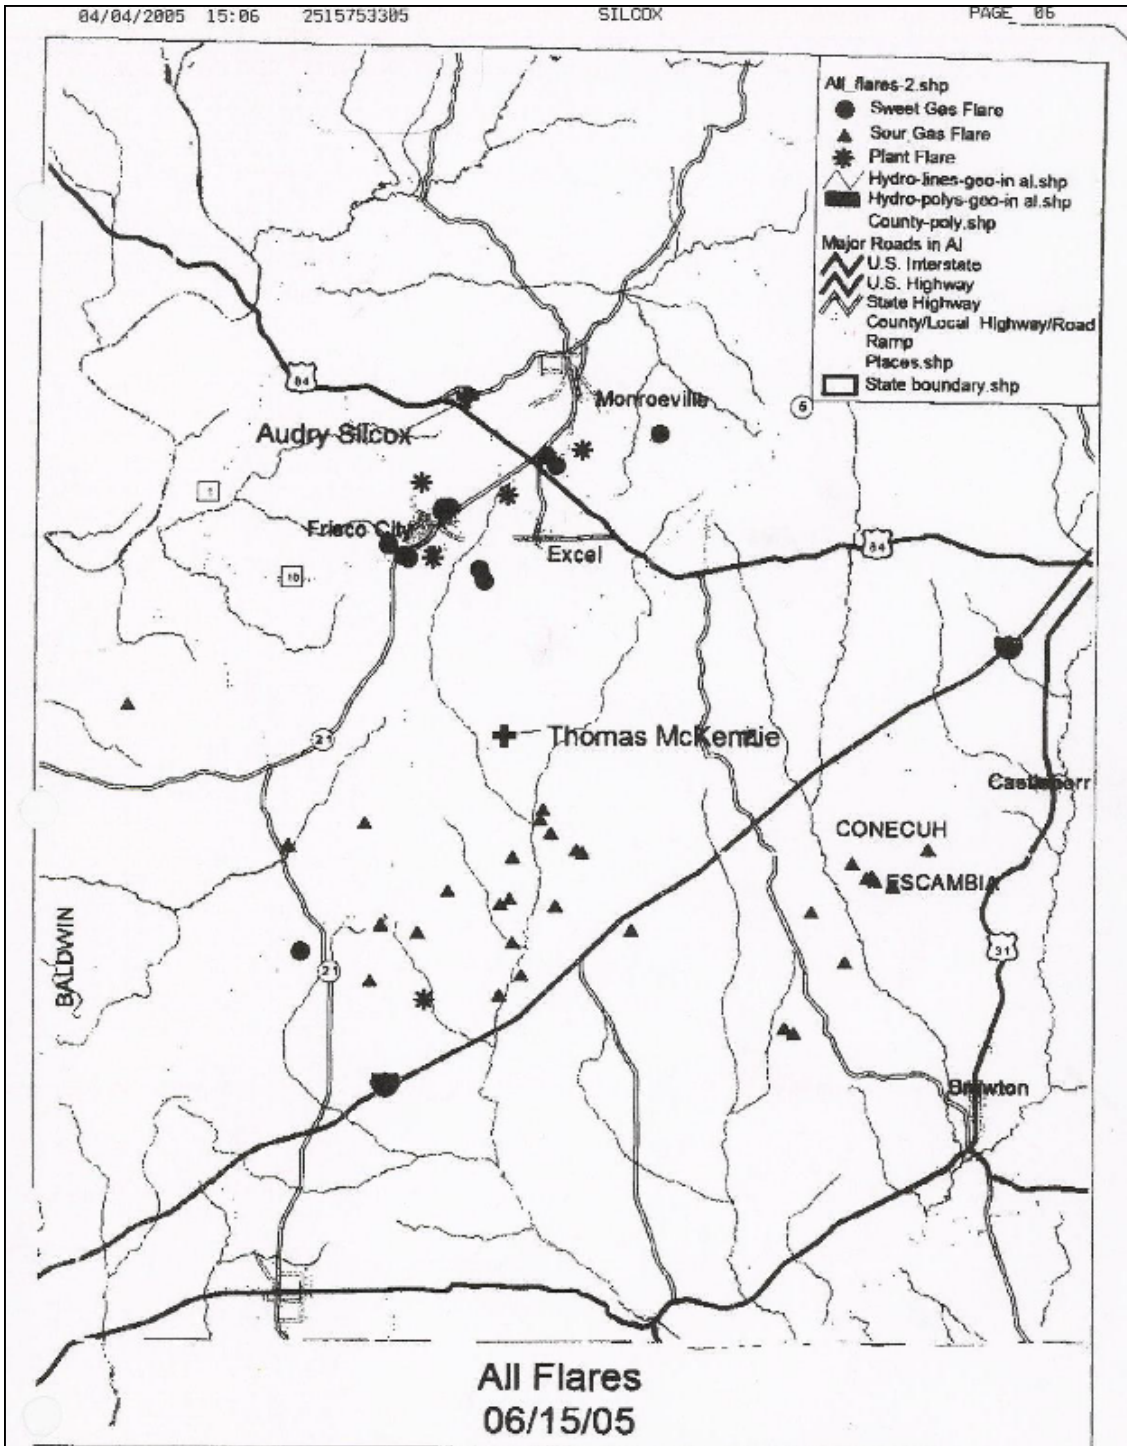 04/04/2005 15:06 2515753305 SILCOX PAGE 06
All_flares-2.shp
Sweet Gas Flare
Sour Gas Flare
Plant Flare
Hydro-lines-geo-in al.shp
Hydro-polys-geo-in al.shp
County-poly.shp
Major Roads in Al
U.S. Interstate
U.S. Highway
State Highway
County/Local Highway/Road
Ramp
Places.shp
State boundary.shp
84
Monroeville
6
Audry Silcox
1
Frisco City
Excel
84
10
21
Thomas McKenzie
CONECUH
ESCAMBIA
BALDWIN
21
31
Brewton
All Flares
06/15/05